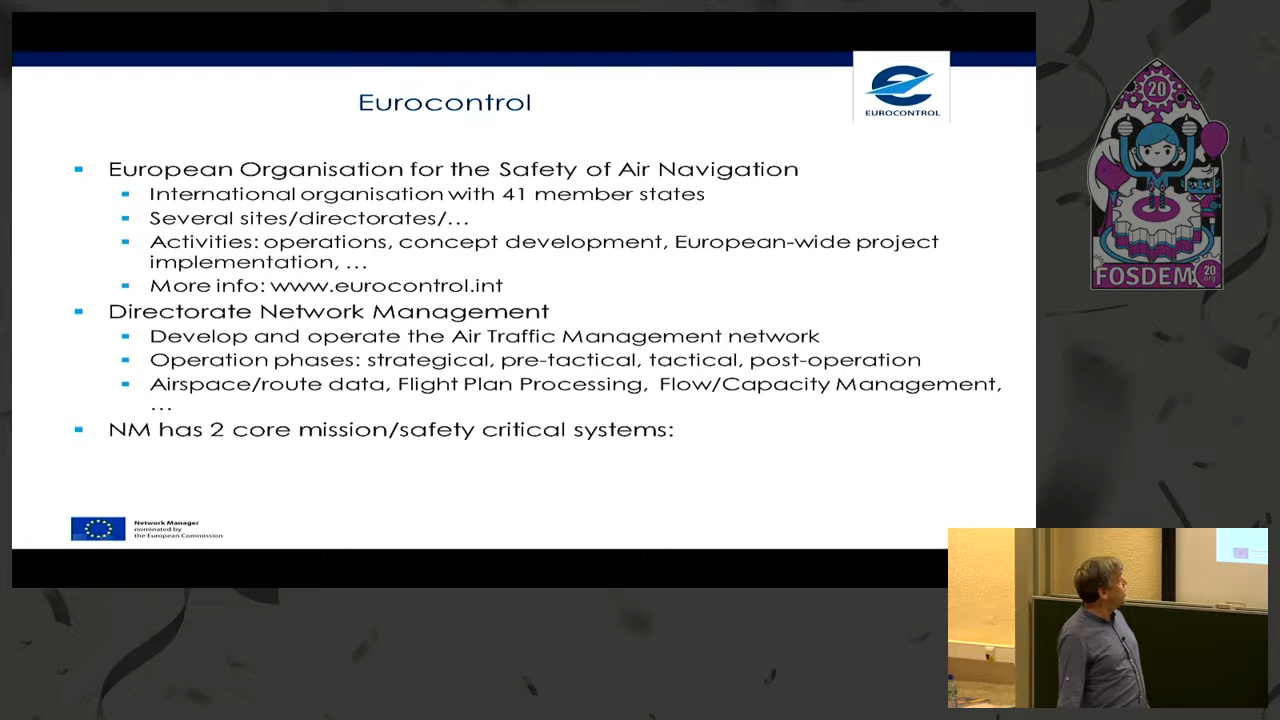 Eurocontrol
EUROCONTROL
European Organisation for the Safety of Air Navigation
International organisation with 41 member states
Several sites/directorates/...
Activities: operations, concept development, European-wide project
implementation, ...
More info: www.eurocontrol.int
Directorate Network Management
Develop and operate the Air Traffic Management network
Operation phases: strategical, pre-tactical, tactical, post-operation
Airspace/route data, Flight Plan Processing, Flow/Capacity Management,
...
NM has 2 core mission/safety critical systems:
Network Manager
nominated by
the European Commission
20
FOSDEM
20
.org